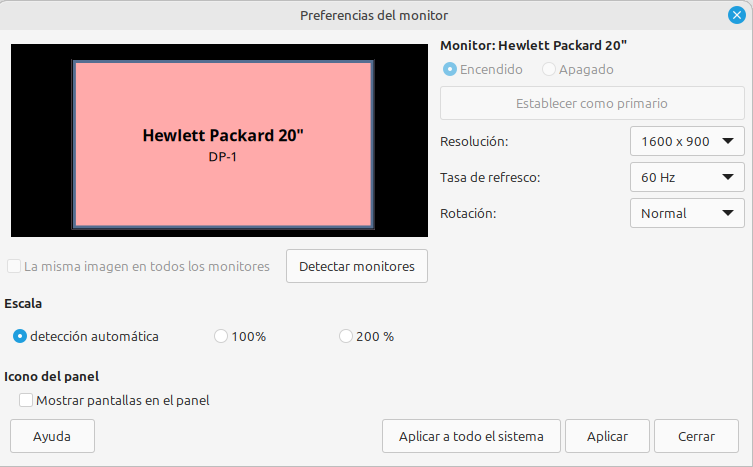 Preferencias del monitor
Monitor: Hewlett Packard 20"
Encendido
Apagado
Establecer como primario
Hewlett Packard 20"
DP-1
Resolución:
1600 x 900
Tasa de refresco:
60 Hz
Rotación:
Normal
La misma imagen en todos los monitores
Detectar monitores
Escala
detección automática
100%
200 %
Icono del panel
Mostrar pantallas en el panel
Ayuda
Aplicar a todo el sistema
Aplicar
Cerrar